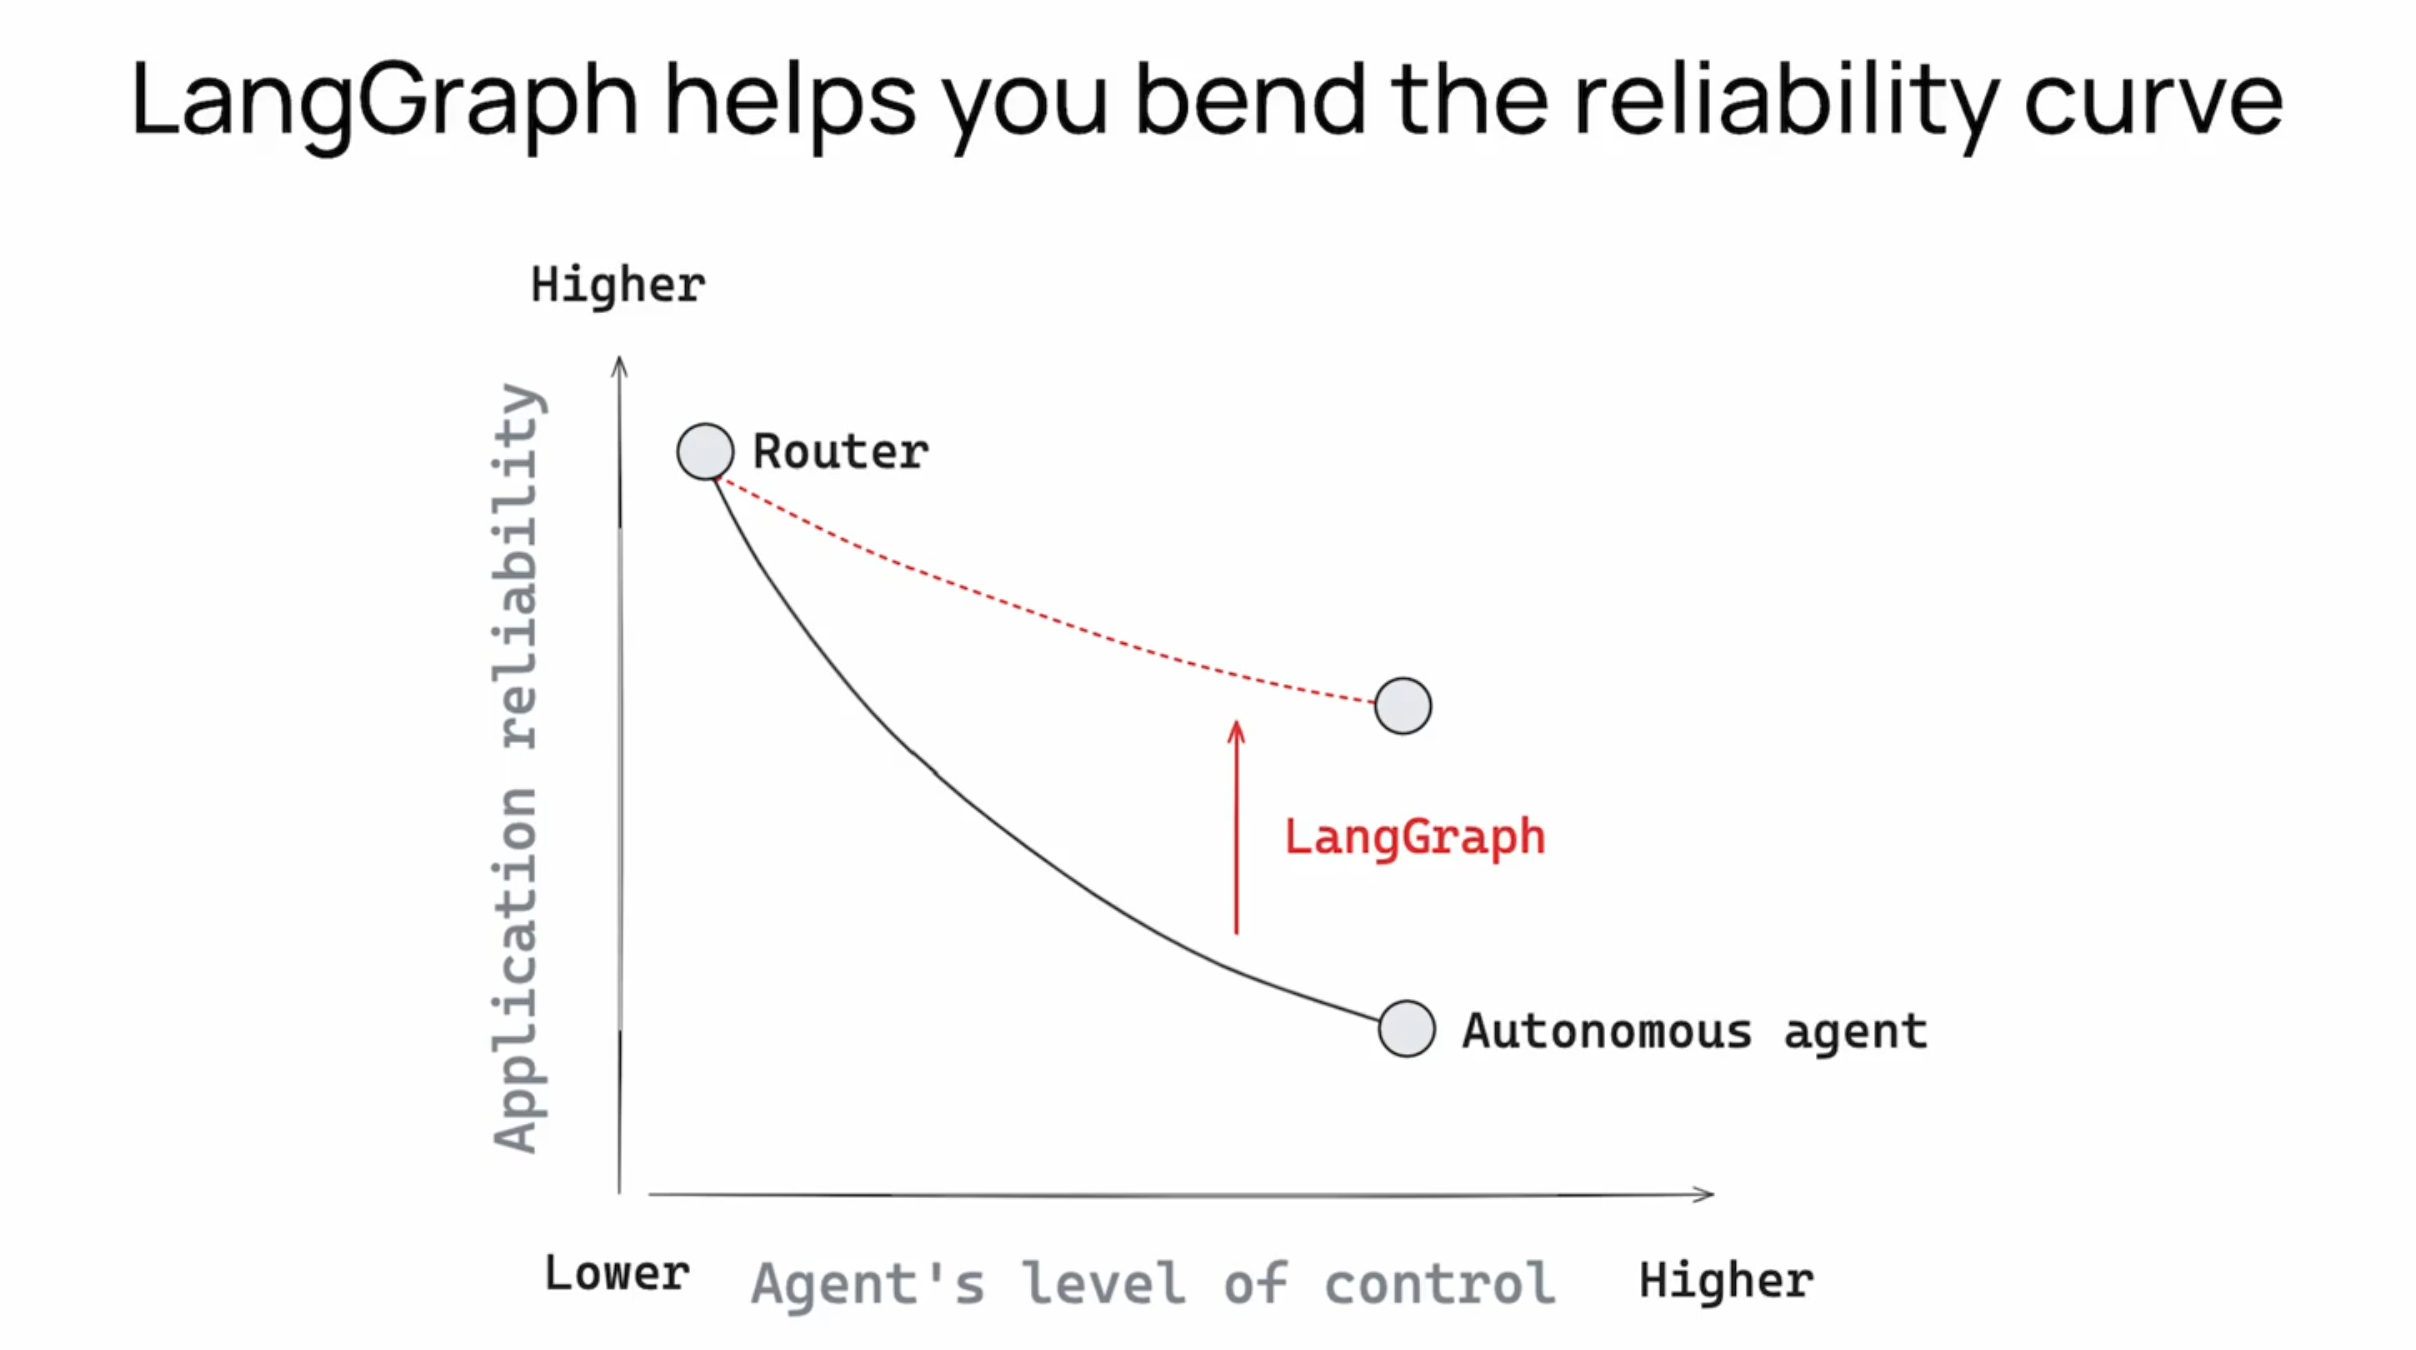 LangGraph helps you bend the reliability curve
Higher
Application reliability
Router
LangGraph
Autonomous agent
Lower
Agent's level of control
Higher